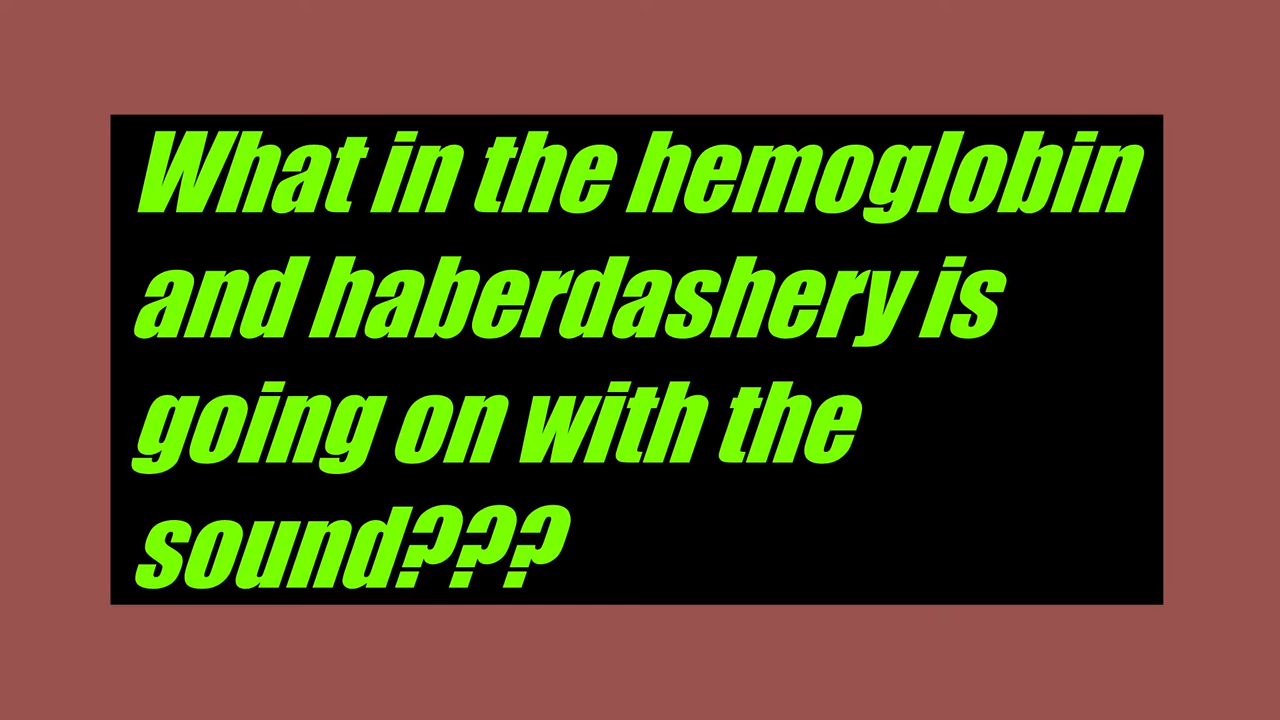 What in the hemoglobin
and haberdashery is
going on with the
sound???